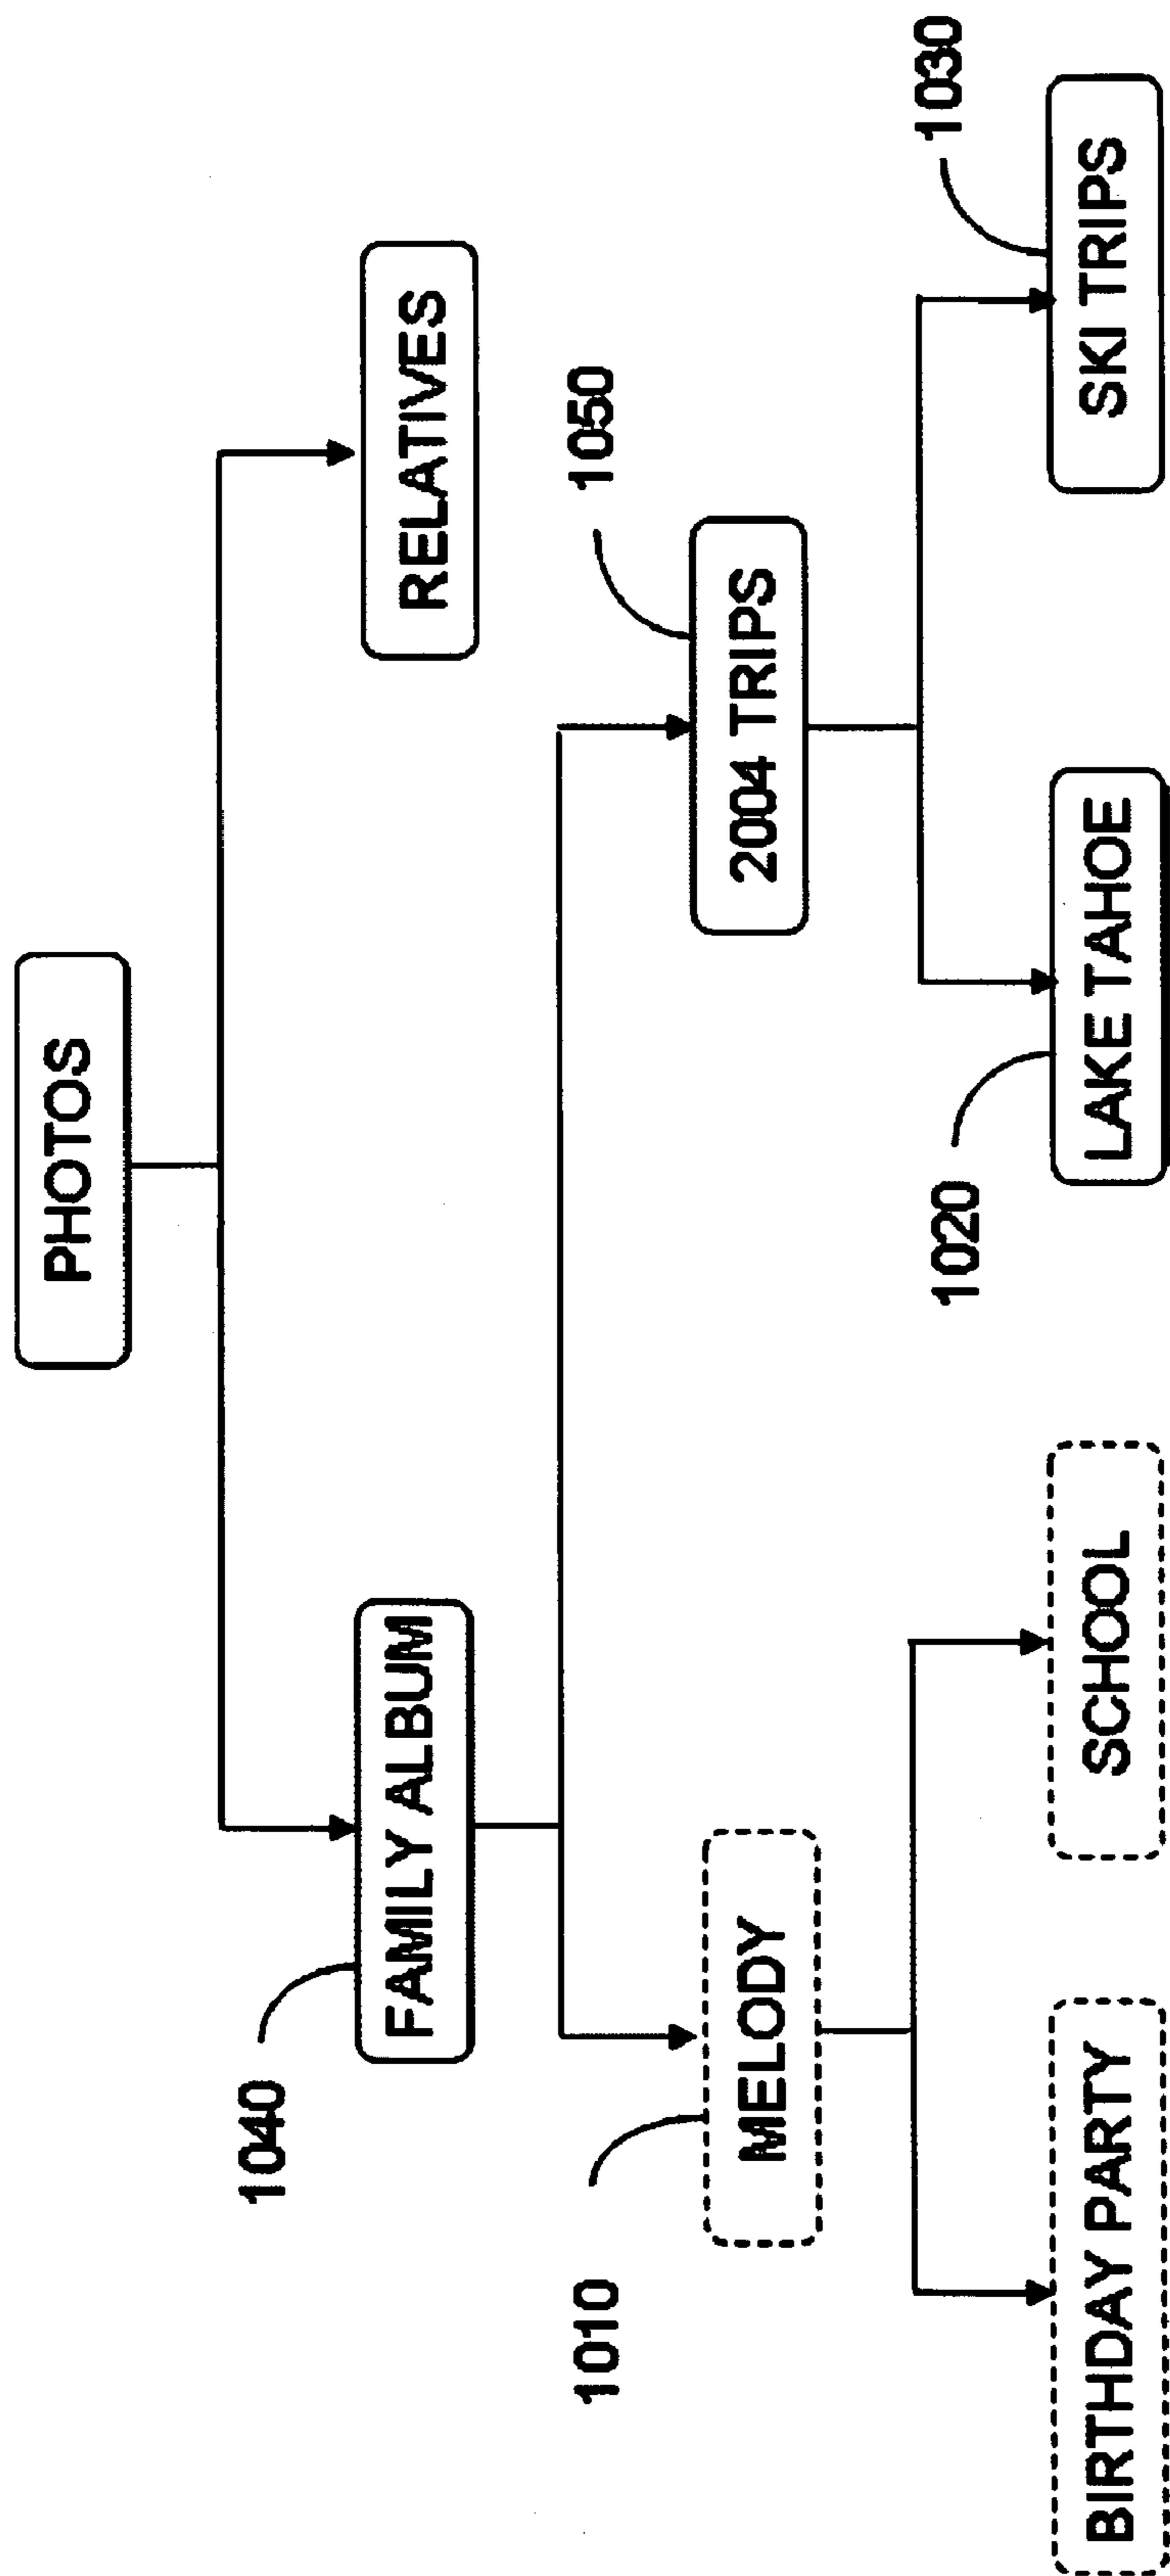 PHOTOS
1040
FAMILY ALBUM
RELATIVES
1010
MELODY
1050
2004 TRIPS
BIRTHDAY PARTY
SCHOOL
1020
LAKE TAHOE
1030
SKI TRIPS